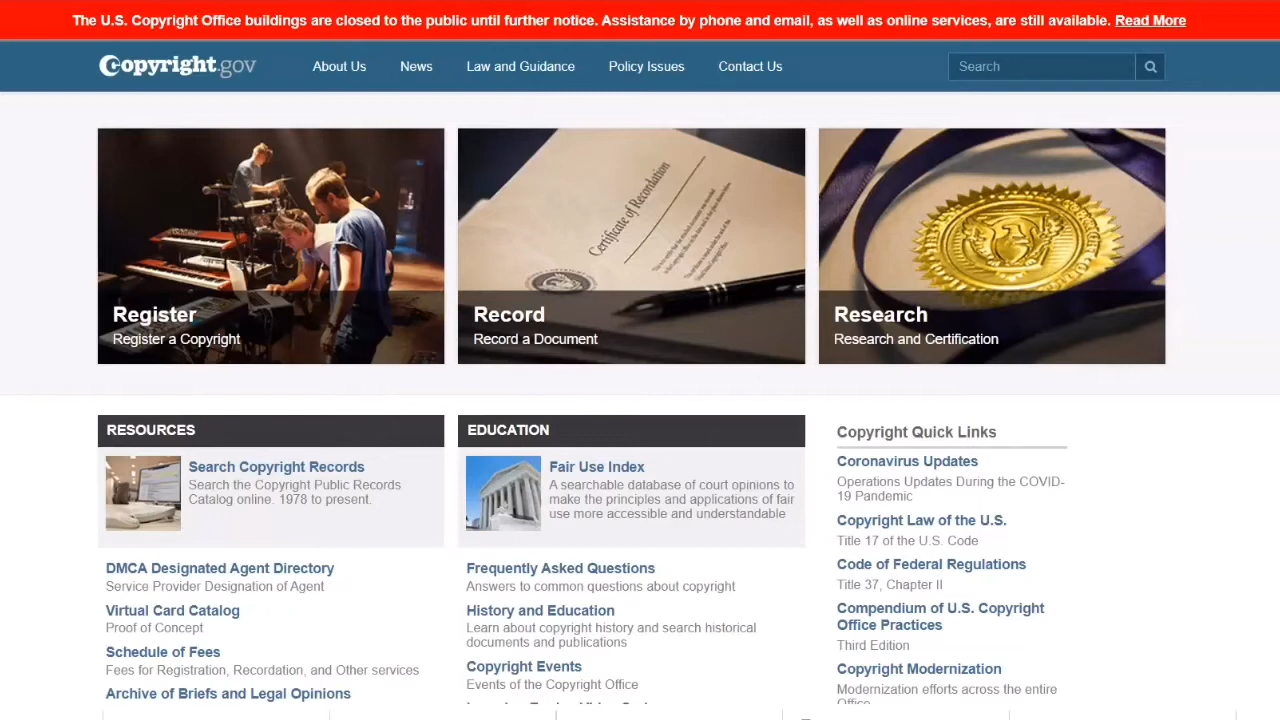 The U.S. Copyright Office buildings are closed to the public until further notice. Assistance by phone and email, as well as online services, are still available. Read More
Copyright.gov
About Us
News
Law and Guidance
Policy Issues
Contact Us
Search
Certificate of Recordation
Register
Register a Copyright
Record
Record a Document
Research
Research and Certification
RESOURCES
Search Copyright Records
Search the Copyright Public Records
Catalog online. 1978 to present.
DMCA Designated Agent Directory
Service Provider Designation of Agent
Virtual Card Catalog
Proof of Concept
Schedule of Fees
Fees for Registration, Recordation, and Other services
Archive of Briefs and Legal Opinions
EDUCATION
Fair Use Index
A searchable database of court opinions to
make the principles and applications of fair
use more accessible and understandable
Frequently Asked Questions
Answers to common questions about copyright
History and Education
Learn about copyright history and search historical
documents and publications
Copyright Events
Events of the Copyright Office
Copyright Quick Links
Coronavirus Updates
Operations Updates During the COVID-
19 Pandemic
Copyright Law of the U.S.
Title 17 of the U.S. Code
Code of Federal Regulations
Title 37, Chapter II
Compendium of U.S. Copyright
Office Practices
Third Edition
Copyright Modernization
Modernization efforts across the entire
Office